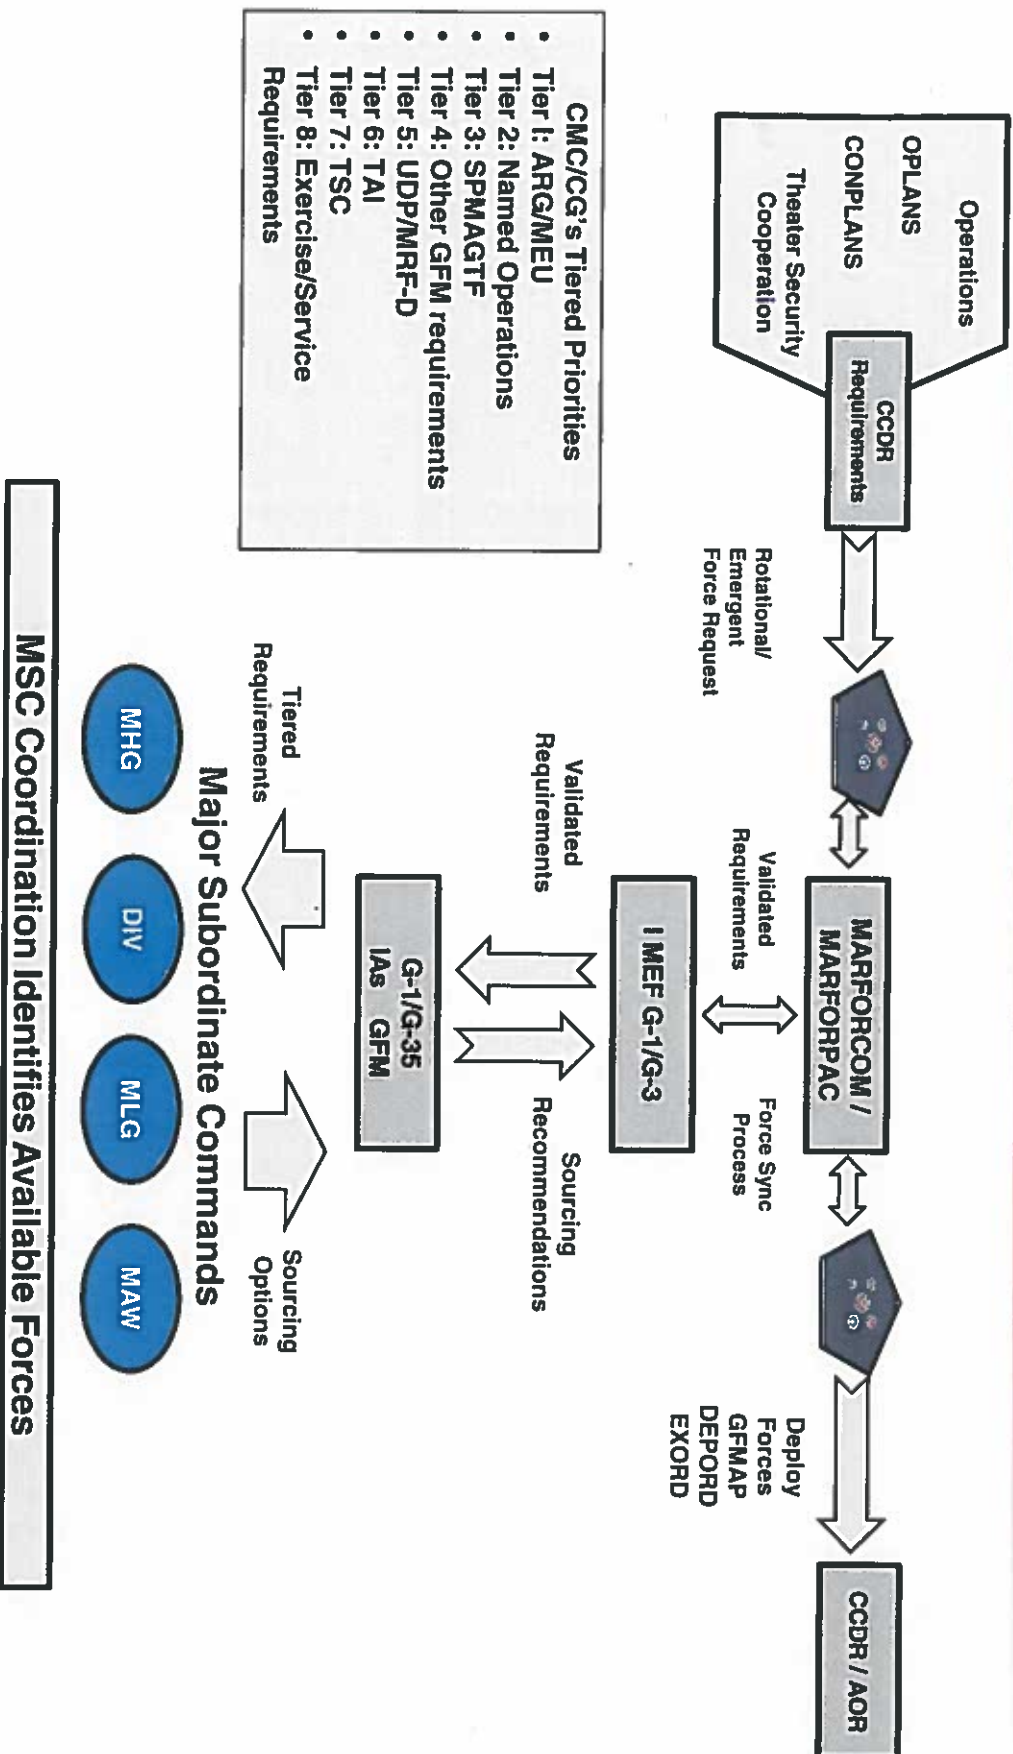 Operations
OPLANS
CONPLANS
Theater Security
Cooperation
CCDR
Requirements
Rotational/
Emergent
Force Request
MARFORCOM /
MARFORPAC
Deploy
Forces
GFMAP
DEPORD
EXORD
CCDR / AOR
Validated
Requirements
Force Sync
Process
I MEF G-1/G-3
Validated
Requirements
Sourcing
Recommendations
G-1/G-35
IAs GFM
CMC/CG's Tiered Priorities
• Tier I: ARG/MEU
• Tier 2: Named Operations
• Tier 3: SPMAGTF
• Tier 4: Other GFM requirements
• Tier 5: UDP/MRF-D
• Tier 6: TAI
• Tier 7: TSC
• Tier 8: Exercise/Service
Requirements
Tiered
Requirements
Sourcing
Options
Major Subordinate Commands
MHG
DIV
MLG
MAW
MSC Coordination Identifies Available Forces